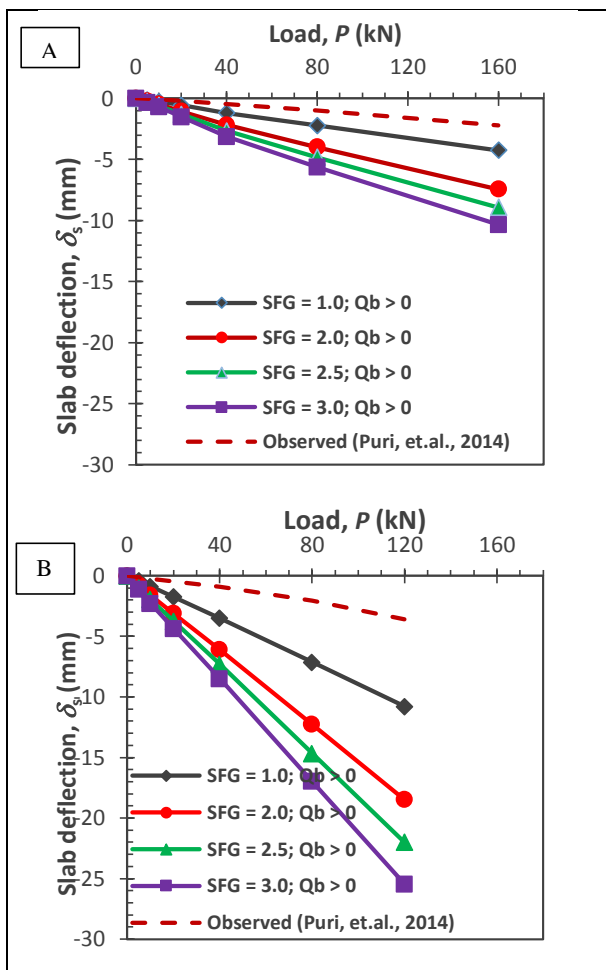 A
Load, P (kN)
0 40 80 120 160
0
-5
-10
-15
-20
-25
-30
Slab deflection, δs (mm)
SFG = 1.0; Qb > 0
SFG = 2.0; Qb > 0
SFG = 2.5; Qb > 0
SFG = 3.0; Qb > 0
Observed (Puri, et.al., 2014)
B
Load, P (kN)
0 40 80 120 160
0
-5
-10
-15
-20
-25
-30
Slab deflection, δs (mm)
SFG = 1.0; Qb > 0
SFG = 2.0; Qb > 0
SFG = 2.5; Qb > 0
SFG = 3.0; Qb > 0
Observed (Puri, et.al., 2014)